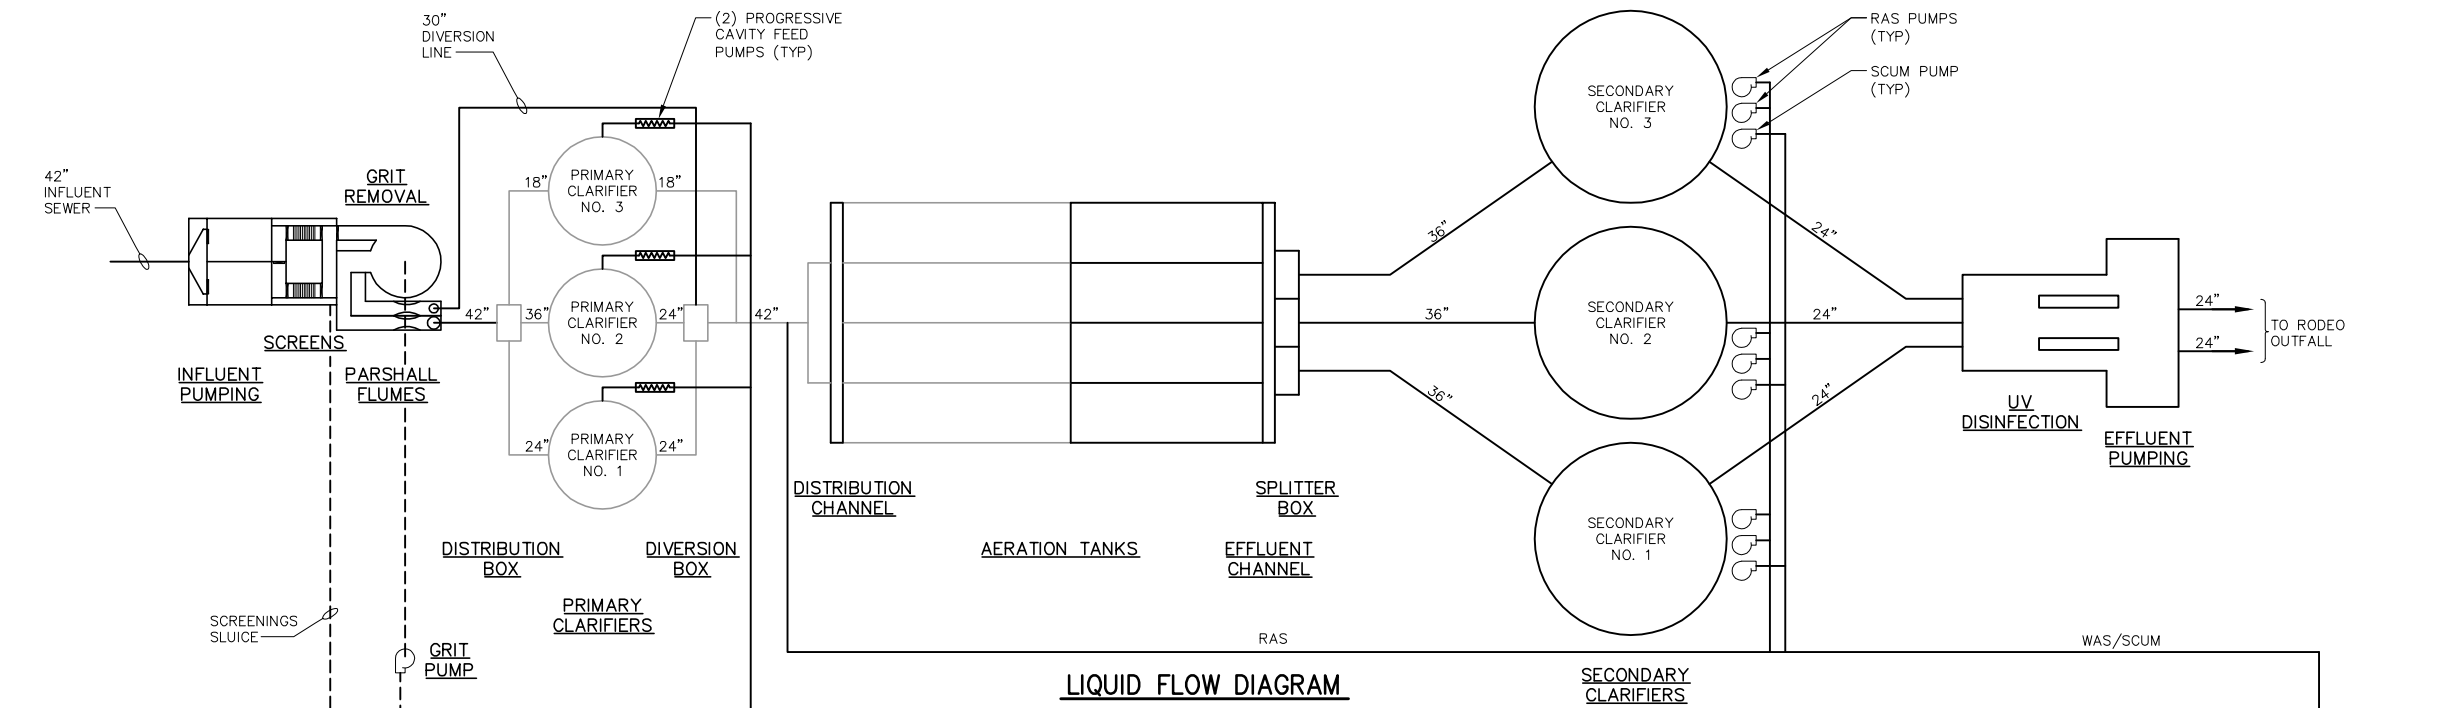 30"
DIVERSION
LINE
(2) PROGRESSIVE
CAVITY FEED
PUMPS (TYP)
RAS PUMPS
(TYP)
SCUM PUMP
(TYP)
42"
INFLUENT
SEWER
GRIT
REMOVAL
SCREENS
INFLUENT
PUMPING
PARSHALL
FLUMES
42"
18"
PRIMARY
CLARIFIER
NO. 3
18"
36"
PRIMARY
CLARIFIER
NO. 2
24"
24"
PRIMARY
CLARIFIER
NO. 1
24"
42"
DISTRIBUTION
BOX
DIVERSION
BOX
PRIMARY
CLARIFIERS
SCREENINGS
SLUICE
GRIT
PUMP
DISTRIBUTION
CHANNEL
AERATION TANKS
SPLITTER
BOX
EFFLUENT
CHANNEL
36"
36"
36"
SECONDARY
CLARIFIER
NO. 3
SECONDARY
CLARIFIER
NO. 2
SECONDARY
CLARIFIER
NO. 1
24"
24"
24"
UV
DISINFECTION
EFFLUENT
PUMPING
24"
24"
TO RODEO
OUTFALL
RAS
WAS/SCUM
SECONDARY
CLARIFIERS
LIQUID FLOW DIAGRAM